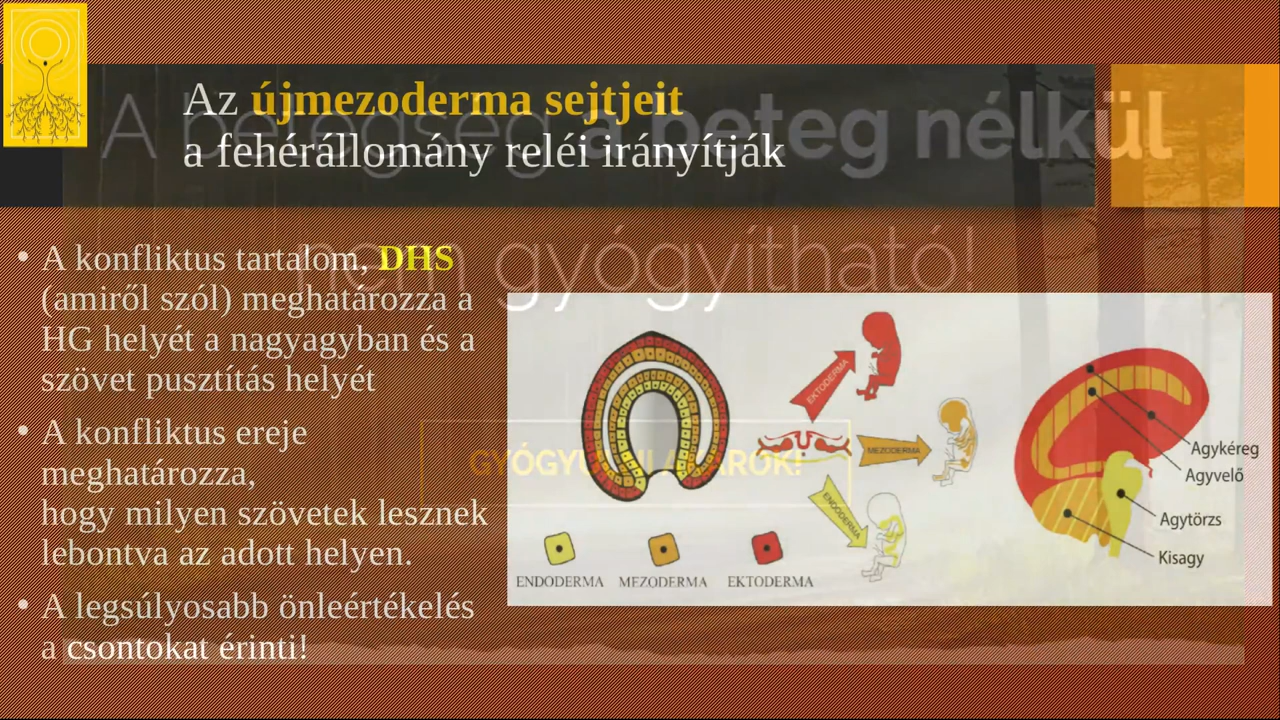 Az újmezoderma sejtjeit
a fehérállomány reléi irányítják
A betegség a beteg nélkül
nem gyógyítható!
• A konfliktus tartalom, DHS
(amiről szól) meghatározza a
HG helyét a nagyagyban és a
szövet pusztítás helyét
• A konfliktus ereje
meghatározza,
hogy milyen szövetek lesznek
lebontva az adott helyen.
• A legsúlyosabb önleértékelés
a csontokat érinti!
EKTODERMA
MEZODERMA
ENDODERMA
ENDODERMA MEZODERMA EKTODERMA
Agykéreg
Agyvelő
Agytörzs
Kisagy